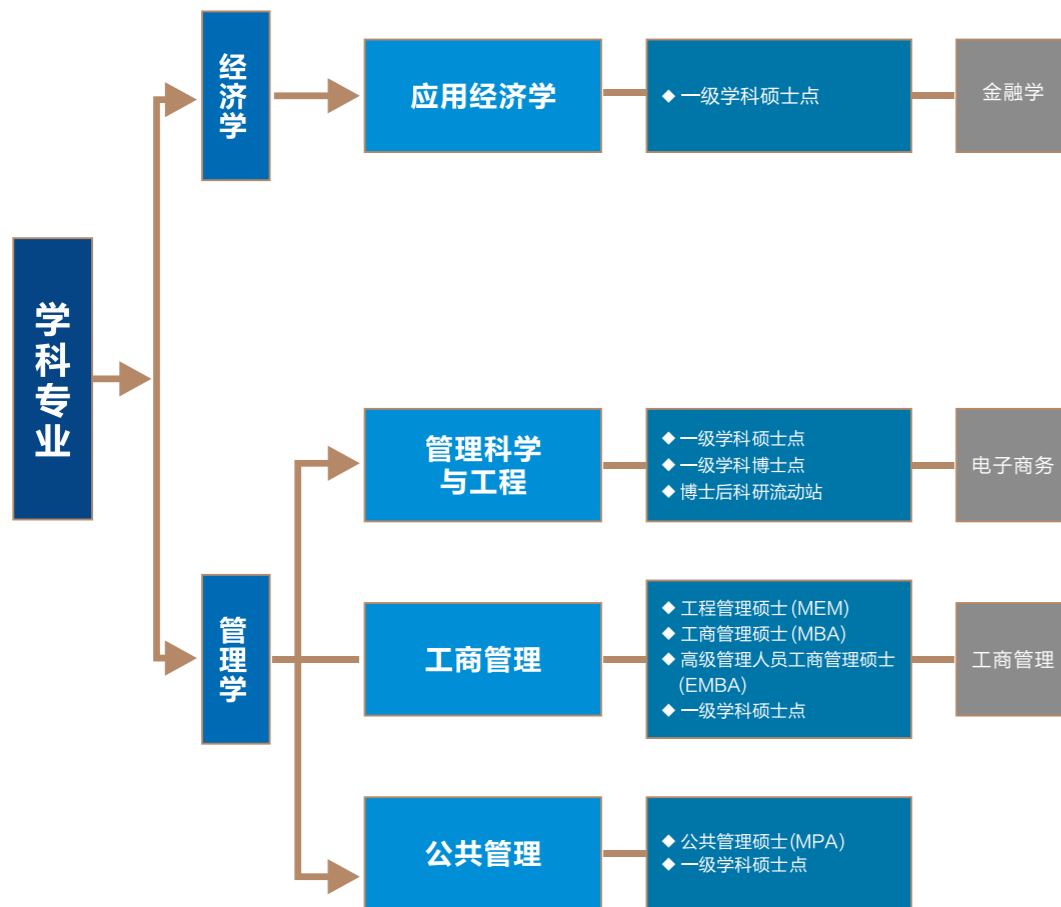 学科专业
经济学
应用经济学
◆ 一级学科硕士点
金融学
管理学
管理科学
与工程
◆ 一级学科硕士点
◆ 一级学科博士点
◆ 博士后科研流动站
电子商务
工商管理
◆ 工程管理硕士(MEM)
◆ 工商管理硕士(MBA)
◆ 高级管理人员工商管理硕士
(EMBA)
◆ 一级学科硕士点
工商管理
公共管理
◆ 公共管理硕士(MPA)
◆ 一级学科硕士点